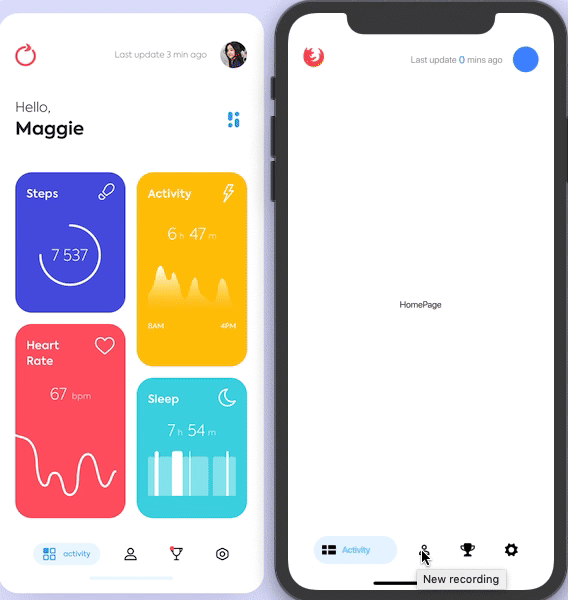 Last update 3 min ago
Hello,
Maggie
Steps
7 537
Activity
6 h 47 m
8AM 4PM
Heart
Rate
67 bpm
Sleep
7 h 54 m
activity
Last update 0 mins ago
HomePage
Activity
New recording